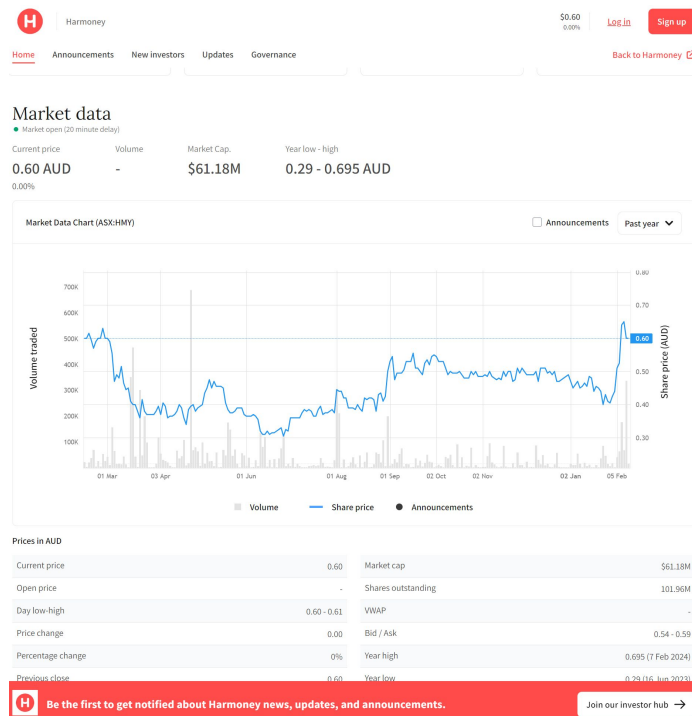 H
Harmoney
$0.60
0.00%
Log in
Sign up
Home Announcements New investors Updates Governance Back to Harmoney
Market data
Market open (20 minute delay)
Current price Volume Market Cap. Year low - high
0.60 AUD - $61.18M 0.29 - 0.695 AUD
0.00%
Market Data Chart (ASX:HMY) Announcements Past year
Volume traded
700K
600K
500K
400K
300K
200K
100K
0.80
0.70
0.60
0.50
0.40
0.30
Share price (AUD)
01 Mar 03 Apr 01 Jun 01 Aug 01 Sep 02 Oct 02 Nov 02 Jan 05 Feb
Volume Share price Announcements
Prices in AUD
Current price 0.60 Market cap $61.18M
Open price - Shares outstanding 101.96M
Day low-high 0.60 - 0.61 VWAP -
Price change 0.00 Bid / Ask 0.54 - 0.59
Percentage change 0% Year high 0.695 (7 Feb 2024)
Previous close 0.60 Year low 0.29 (16 Jun 2023)
H Be the first to get notified about Harmoney news, updates, and announcements. Join our investor hub →